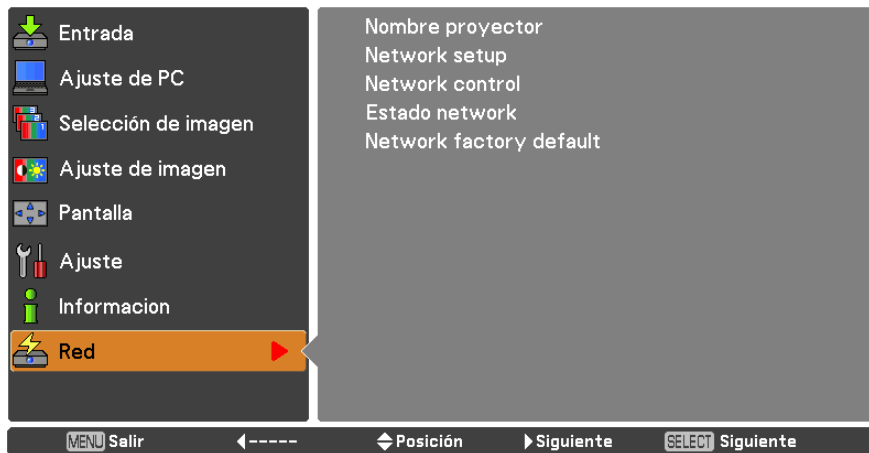 Entrada
Ajuste de PC
Selección de imagen
Ajuste de imagen
Pantalla
Ajuste
Informacion
Red
Nombre proyector
Network setup
Network control
Estado network
Network factory default
MENU Salir ----- Posición Siguiente SELECT Siguiente